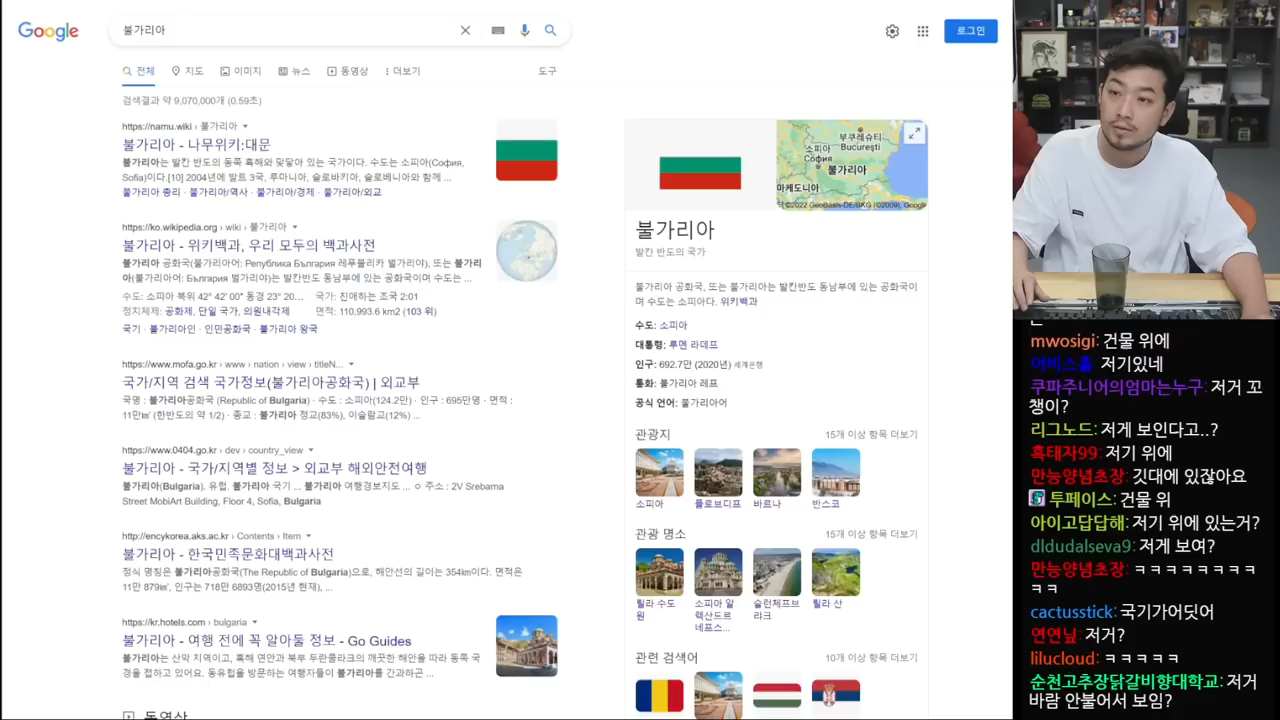 Google
불가리아
로그인
전체
지도
이미지
뉴스
동영상
더보기
도구
검색결과 약 9,070,000개 (0.59초)
https://namu.wiki › 불가리아
불가리아 - 나무위키:대문
불가리아는 발칸 반도의 동쪽 흑해와 맞닿아 있는 국가이다. 수도는 소피아(София,
Sofia)이다.[10] 2004년에 발트 3국, 루마니아, 슬로바키아, 슬로베니아와 함께 ...
불가리아 종리 · 불가리아/역사 · 불가리아/경제 · 불가리아/외교
https://ko.wikipedia.org › wiki › 불가리아
불가리아 - 위키백과, 우리 모두의 백과사전
불가리아 공화국(불가리아어: Република България 레푸블리카 벌가리야), 또는 불가리
아(불가리아어: България 벌가리야)는 발칸반도 동남부에 있는 공화국이며 수도는 ...
수도: 소피아 북위 42° 42′ 00″ 동경 23° 20...
국가: 친애하는 조국 2:01
정치체제: 공화제, 단일 국가, 의원내각제
면적: 110,993.6 km2 (103 위)
국기 · 불가리아인 · 인민공화국 · 불가리아 왕국
https://www.mofa.go.kr › www › nation › view › titleN...
국가/지역 검색 국가정보(불가리아공화국) | 외교부
국명 : 불가리아공화국 (Republic of Bulgaria) · 수도 : 소피아(124.2만) · 인구 : 695만명 · 면적 :
11만㎢ (한반도의 약 1/2) · 종교 : 불가리아 정교(83%), 이슬람교(12%) ...
https://www.0404.go.kr › dev › country_view
불가리아 - 국가/지역별 정보 > 외교부 해외안전여행
불가리아(Bulgaria). 유럽. 불가리아 국기 ... 불가리아 여행경보지도 ... ㅇ 주소 : 2V Srebarna
Street MobiArt Building, Floor 4, Sofia, Bulgaria
http://encykorea.aks.ac.kr › Contents › Item
불가리아 - 한국민족문화대백과사전
정식 명칭은 불가리아공화국(The Republic of Bulgaria)으로, 해안선의 길이는 354㎞이다. 면적은
11만 879㎢, 인구는 718만 6893명(2015년 현재), ...
https://kr.hotels.com › bulgaria
불가리아 - 여행 전에 꼭 알아둘 정보 - Go Guides
불가리아는 산악 지역이고, 흑해 연안과 북부 두란풀라크의 깨끗한 해안을 따라 동쪽 국
경을 접하고 있어요. 동유럽을 방문하는 여행자들이 불가리아를 간과하곤 ...
동영상
부쿠레슈티
București
소피아
София
불가리아
마케도니아
©2022 GeoBasis-DE/BKG (©2009), Google
불가리아
발칸 반도의 국가
불가리아 공화국, 또는 불가리아는 발칸반도 동남부에 있는 공화국이
며 수도는 소피아다. 위키백과
수도: 소피아
대통령: 루멘 라데프
인구: 692.7만 (2020년) 세계은행
통화: 불가리아 레프
공식 언어: 불가리아어
관광지
15개 이상 항목 더보기
소피아
플로브디프
바르나
반스코
관광 명소
15개 이상 항목 더보기
릴라 수도
원
소피아 알
렉산드르
네프스...
슬런체프브
랴크
릴라 산
관련 검색어
10개 이상 항목 더보기
mwosigi: 건물 위에
어비스홀: 저기있네
쿠파주니어의엄마는누구: 저거 꼬
챙이?
리그노드: 저게 보인다고..?
흑태자99: 저기 위에
만능양념초장: 깃대에 있잖아요
투페이스: 건물 위
아이고답답해: 저기 위에 있는거?
dldudalseva9: 저게 보여?
만능양념초장: ㅋㅋㅋㅋㅋㅋㅋㅋ
ㅋㅋ
cactusstick: 국기가어딧어
연연닢: 저거?
lilucloud: ㅋㅋㅋㅋㅋ
순천고추장닭갈비향대학교: 저거
바람 안불어서 보임?